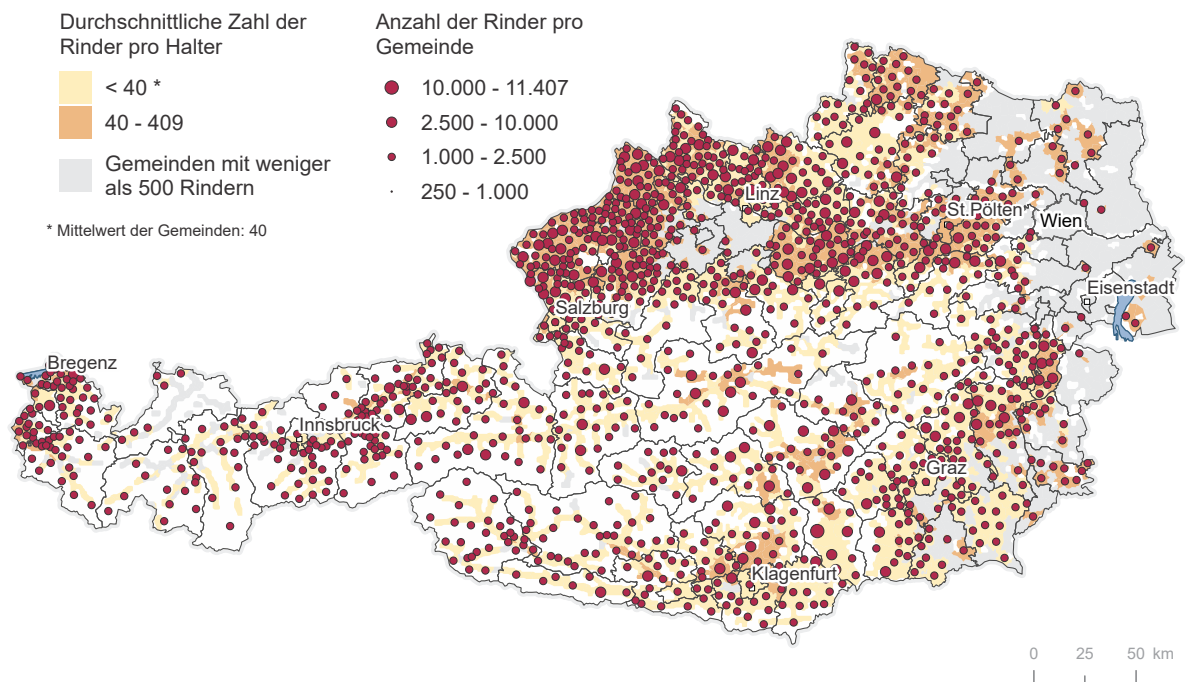 Durchschnittliche Zahl der
Rinder pro Halter
< 40 *
40 - 409
Gemeinden mit weniger
als 500 Rindern
* Mittelwert der Gemeinden: 40
Anzahl der Rinder pro
Gemeinde
10.000 - 11.407
2.500 - 10.000
1.000 - 2.500
250 - 1.000
Linz
St.Pölten
Wien
Eisenstadt
Salzburg
Bregenz
Innsbruck
Graz
Klagenfurt
0 25 50 km